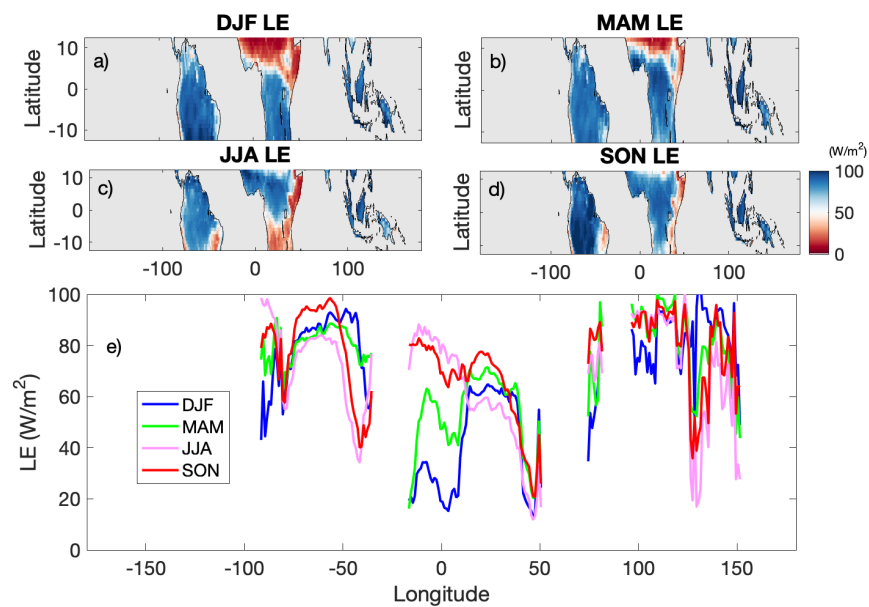 DJF LE
MAM LE
10
0
-10
Latitude
a)
10
0
-10
Latitude
b)
JJA LE
SON LE
(W/m²)
10
0
-10
Latitude
c)
-100
0
100
10
0
-10
Latitude
d)
-100
0
100
100
50
0
100
80
60
40
20
0
LE (W/m²)
e)
DJF
MAM
JJA
SON
-150
-100
-50
0
50
100
150
Longitude